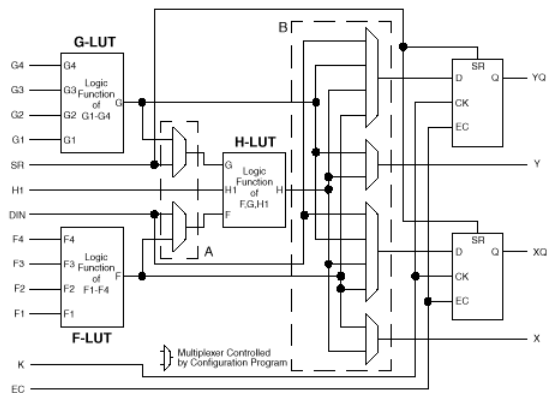 B
G-LUT
G4
G3
G2
G1
G4
G3
G2
G1
Logic
Function
of
G1-G4
G
SR
H1
DIN
H-LUT
G
H1
F
Logic
Function
of
F,G,H1
H
A
F4
F3
F2
F1
F4
F3
F2
F1
Logic
Function
of
F1-F4
F
F-LUT
K
EC
Multiplexer Controlled
by Configuration Program
SR
D
Q
CK
EC
YQ
Y
SR
D
Q
CK
EC
XQ
X